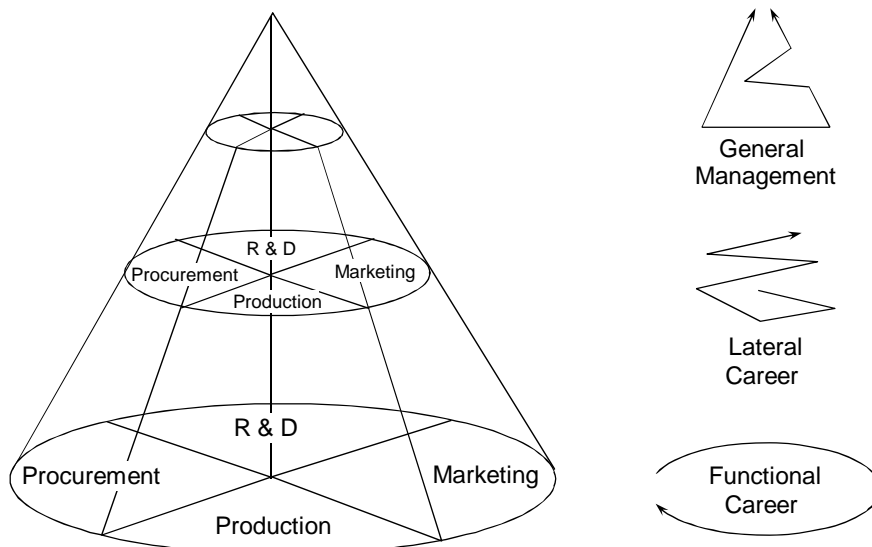 R & D
Procurement
Marketing
Production
R & D
Procurement
Marketing
Production
General
Management
Lateral
Career
Functional
Career